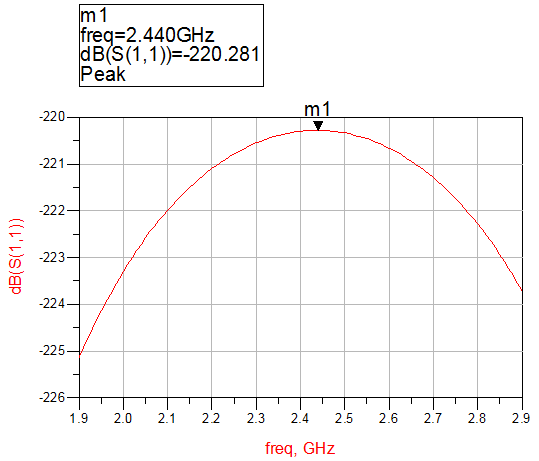 m1
freq=2.440GHz
dB(S(1,1))=-220.281
Peak
m1
-220
-221
-222
-223
-224
-225
-226
dB(S(1,1))
1.9 2.0 2.1 2.2 2.3 2.4 2.5 2.6 2.7 2.8 2.9
freq, GHz